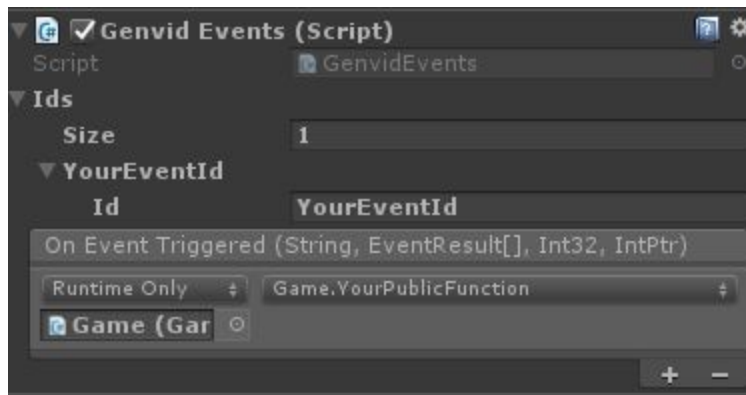 Genvid Events (Script)
Script GenvidEvents
Ids
Size 1
YourEventId
Id YourEventId
On Event Triggered (String, EventResult[], Int32, IntPtr)
Runtime Only Game.YourPublicFunction
Game (Gar